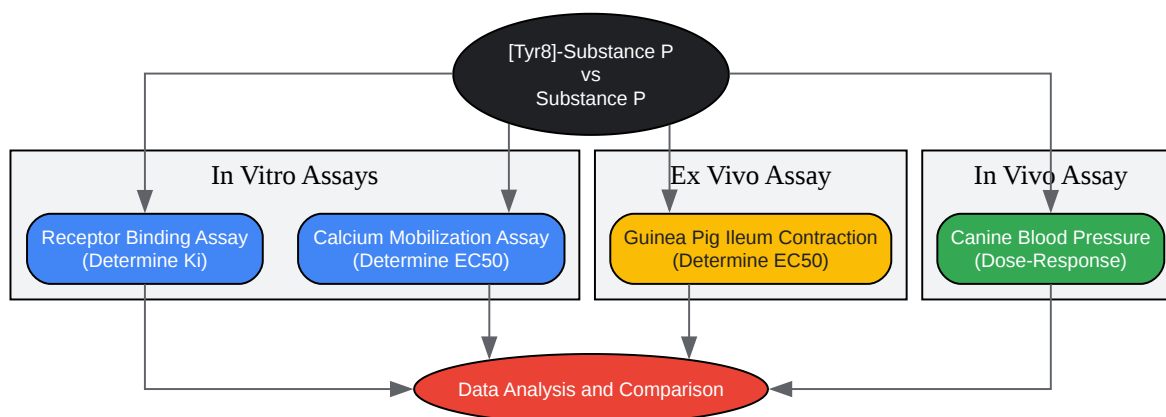 [Tyr8]-Substance P
vs
Substance P
In Vitro Assays
Ex Vivo Assay
In Vivo Assay
Receptor Binding Assay
(Determine Ki)
Calcium Mobilization Assay
(Determine EC50)
Guinea Pig Ileum Contraction
(Determine EC50)
Canine Blood Pressure
(Dose-Response)
Data Analysis and Comparison